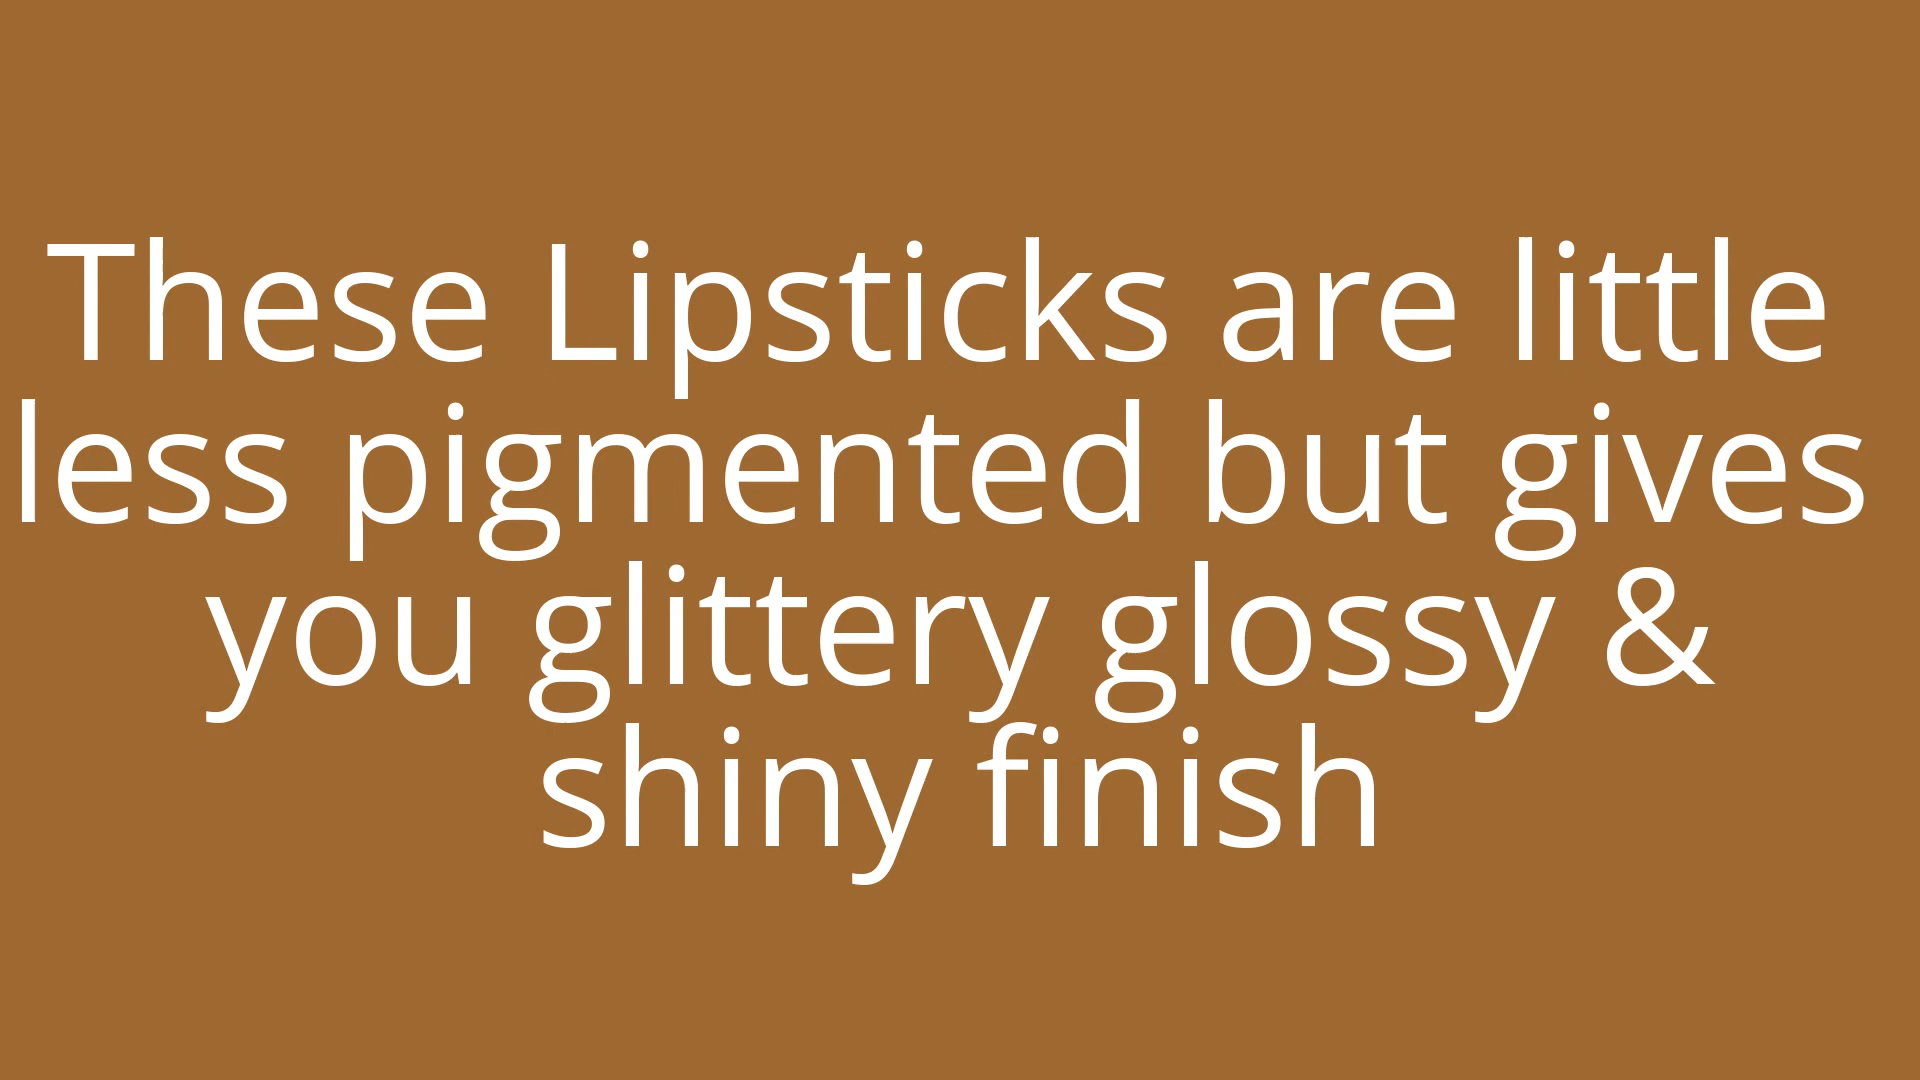 These Lipsticks are little
less pigmented but gives
you glittery glossy &
shiny finish